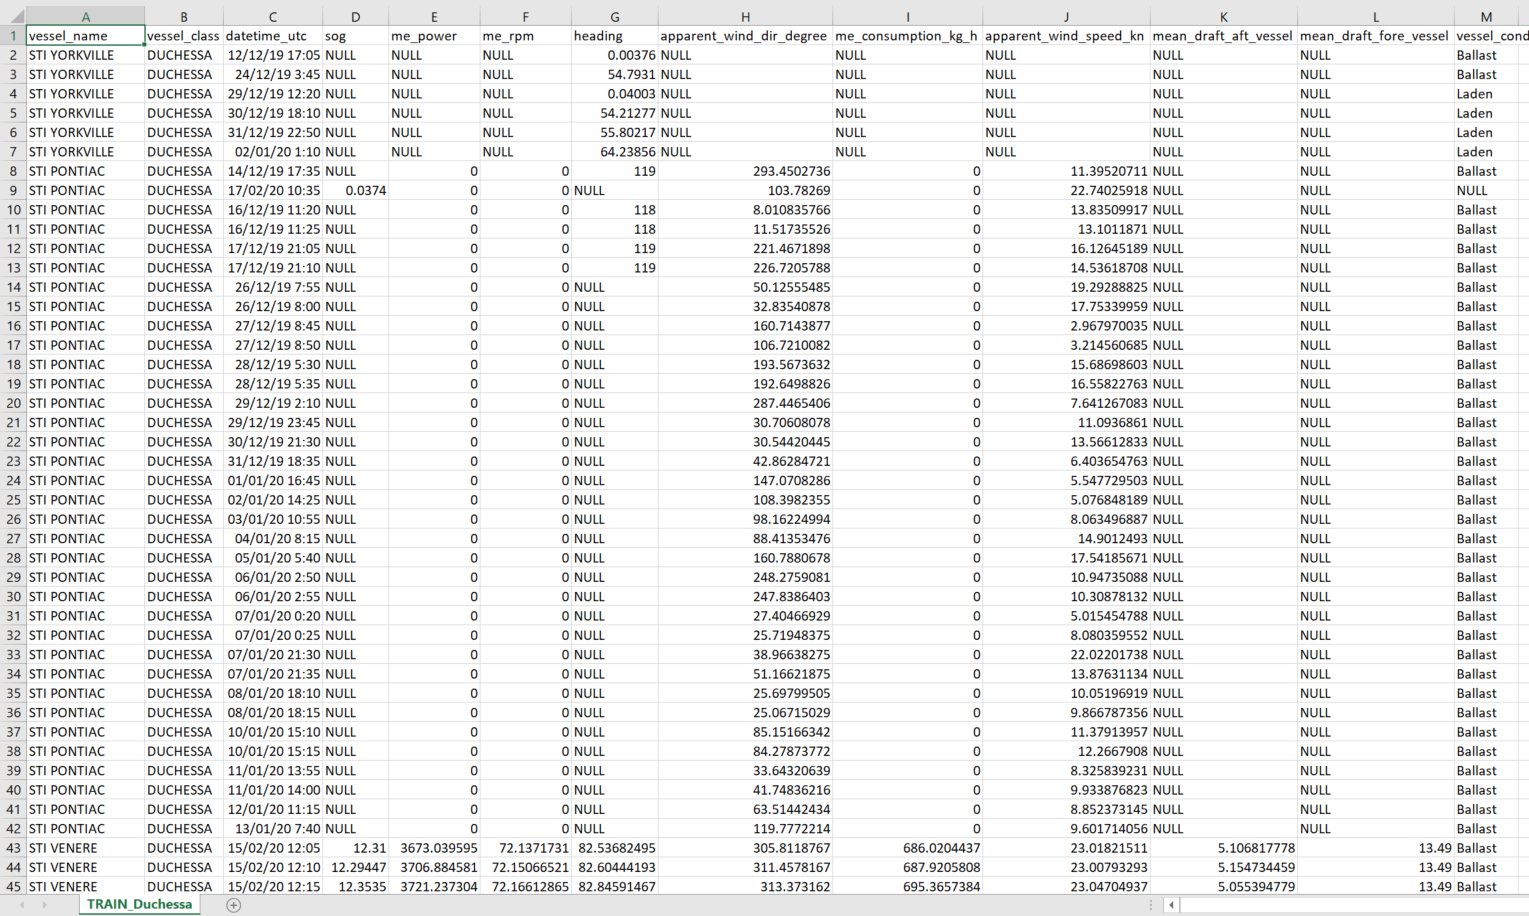 A B C D E F G H I J K L M
1 vessel_name vessel_class datetime_utc sog me_power me_rpm heading apparent_wind_dir_degree me_consumption_kg_h apparent_wind_speed_kn mean_draft_aft_vessel mean_draft_fore_vessel vessel_cond
2 STI YORKVILLE DUCHESSA 12/12/19 17:05 NULL NULL NULL 0.00376 NULL NULL NULL NULL NULL Ballast
3 STI YORKVILLE DUCHESSA 24/12/19 3:45 NULL NULL NULL 54.7931 NULL NULL NULL NULL NULL Ballast
4 STI YORKVILLE DUCHESSA 29/12/19 12:20 NULL NULL NULL 0.04003 NULL NULL NULL NULL NULL Laden
5 STI YORKVILLE DUCHESSA 30/12/19 18:10 NULL NULL NULL 54.21277 NULL NULL NULL NULL NULL Laden
6 STI YORKVILLE DUCHESSA 31/12/19 22:50 NULL NULL NULL 55.80217 NULL NULL NULL NULL NULL Laden
7 STI YORKVILLE DUCHESSA 02/01/20 1:10 NULL NULL NULL 64.23856 NULL NULL NULL NULL NULL Laden
8 STI PONTIAC DUCHESSA 14/12/19 17:35 NULL 0 0 119 293.4502736 0 11.39520711 NULL NULL Ballast
9 STI PONTIAC DUCHESSA 17/02/20 10:35 0.0374 0 0 NULL 103.78269 0 22.74025918 NULL NULL NULL
10 STI PONTIAC DUCHESSA 16/12/19 11:20 NULL 0 0 118 8.010835766 0 13.83509917 NULL NULL Ballast
11 STI PONTIAC DUCHESSA 16/12/19 11:25 NULL 0 0 118 11.51735526 0 13.1011871 NULL NULL Ballast
12 STI PONTIAC DUCHESSA 17/12/19 21:05 NULL 0 0 119 221.4671898 0 16.12645189 NULL NULL Ballast
13 STI PONTIAC DUCHESSA 17/12/19 21:10 NULL 0 0 119 226.7205788 0 14.53618708 NULL NULL Ballast
14 STI PONTIAC DUCHESSA 26/12/19 7:55 NULL 0 0 NULL 50.12555485 0 19.29288825 NULL NULL Ballast
15 STI PONTIAC DUCHESSA 26/12/19 8:00 NULL 0 0 NULL 32.83540878 0 17.75339959 NULL NULL Ballast
16 STI PONTIAC DUCHESSA 27/12/19 8:45 NULL 0 0 NULL 160.7143877 0 2.967970035 NULL NULL Ballast
17 STI PONTIAC DUCHESSA 27/12/19 8:50 NULL 0 0 NULL 106.7210082 0 3.214560685 NULL NULL Ballast
18 STI PONTIAC DUCHESSA 28/12/19 5:30 NULL 0 0 NULL 193.5673632 0 15.68698603 NULL NULL Ballast
19 STI PONTIAC DUCHESSA 28/12/19 5:35 NULL 0 0 NULL 192.6498826 0 16.55822763 NULL NULL Ballast
20 STI PONTIAC DUCHESSA 29/12/19 2:10 NULL 0 0 NULL 287.4465406 0 7.641267083 NULL NULL Ballast
21 STI PONTIAC DUCHESSA 29/12/19 23:45 NULL 0 0 NULL 30.70608078 0 11.0936861 NULL NULL Ballast
22 STI PONTIAC DUCHESSA 30/12/19 21:30 NULL 0 0 NULL 30.54420445 0 13.56612833 NULL NULL Ballast
23 STI PONTIAC DUCHESSA 31/12/19 18:35 NULL 0 0 NULL 42.86284721 0 6.403654763 NULL NULL Ballast
24 STI PONTIAC DUCHESSA 01/01/20 16:45 NULL 0 0 NULL 147.0708286 0 5.547729503 NULL NULL Ballast
25 STI PONTIAC DUCHESSA 02/01/20 14:25 NULL 0 0 NULL 108.3982355 0 5.076848189 NULL NULL Ballast
26 STI PONTIAC DUCHESSA 03/01/20 10:55 NULL 0 0 NULL 98.16224994 0 8.063496887 NULL NULL Ballast
27 STI PONTIAC DUCHESSA 04/01/20 8:15 NULL 0 0 NULL 88.41353476 0 14.9012493 NULL NULL Ballast
28 STI PONTIAC DUCHESSA 05/01/20 5:40 NULL 0 0 NULL 160.7880678 0 17.54185671 NULL NULL Ballast
29 STI PONTIAC DUCHESSA 06/01/20 2:50 NULL 0 0 NULL 248.2759081 0 10.94735088 NULL NULL Ballast
30 STI PONTIAC DUCHESSA 06/01/20 2:55 NULL 0 0 NULL 247.8386403 0 10.30878132 NULL NULL Ballast
31 STI PONTIAC DUCHESSA 07/01/20 0:20 NULL 0 0 NULL 27.40466929 0 5.015454788 NULL NULL Ballast
32 STI PONTIAC DUCHESSA 07/01/20 0:25 NULL 0 0 NULL 25.71948375 0 8.080359552 NULL NULL Ballast
33 STI PONTIAC DUCHESSA 07/01/20 21:30 NULL 0 0 NULL 38.96638275 0 22.02201738 NULL NULL Ballast
34 STI PONTIAC DUCHESSA 07/01/20 21:35 NULL 0 0 NULL 51.16621875 0 13.87631134 NULL NULL Ballast
35 STI PONTIAC DUCHESSA 08/01/20 18:10 NULL 0 0 NULL 25.69799505 0 10.05196919 NULL NULL Ballast
36 STI PONTIAC DUCHESSA 08/01/20 18:15 NULL 0 0 NULL 25.06715029 0 9.866787356 NULL NULL Ballast
37 STI PONTIAC DUCHESSA 10/01/20 15:10 NULL 0 0 NULL 85.15166342 0 11.37913957 NULL NULL Ballast
38 STI PONTIAC DUCHESSA 10/01/20 15:15 NULL 0 0 NULL 84.27873772 0 12.2667908 NULL NULL Ballast
39 STI PONTIAC DUCHESSA 11/01/20 13:55 NULL 0 0 NULL 33.64320639 0 8.325839231 NULL NULL Ballast
40 STI PONTIAC DUCHESSA 11/01/20 14:00 NULL 0 0 NULL 41.74836216 0 9.933876823 NULL NULL Ballast
41 STI PONTIAC DUCHESSA 12/01/20 11:15 NULL 0 0 NULL 63.51442434 0 8.852373145 NULL NULL Ballast
42 STI PONTIAC DUCHESSA 13/01/20 7:40 NULL 0 0 NULL 119.7772214 0 9.601714056 NULL NULL Ballast
43 STI VENERE DUCHESSA 15/02/20 12:05 12.31 3673.039595 72.1371731 82.53682495 305.8118767 686.0204437 23.01821511 5.106817778 13.49 Ballast
44 STI VENERE DUCHESSA 15/02/20 12:10 12.29447 3706.884581 72.15066521 82.60444193 311.4578167 687.9205808 23.00793293 5.154734459 13.49 Ballast
45 STI VENERE DUCHESSA 15/02/20 12:15 12.3535 3721.237304 72.16612865 82.84591467 313.373162 695.3657384 23.04704937 5.055394779 13.49 Ballast
TRAIN_Duchessa